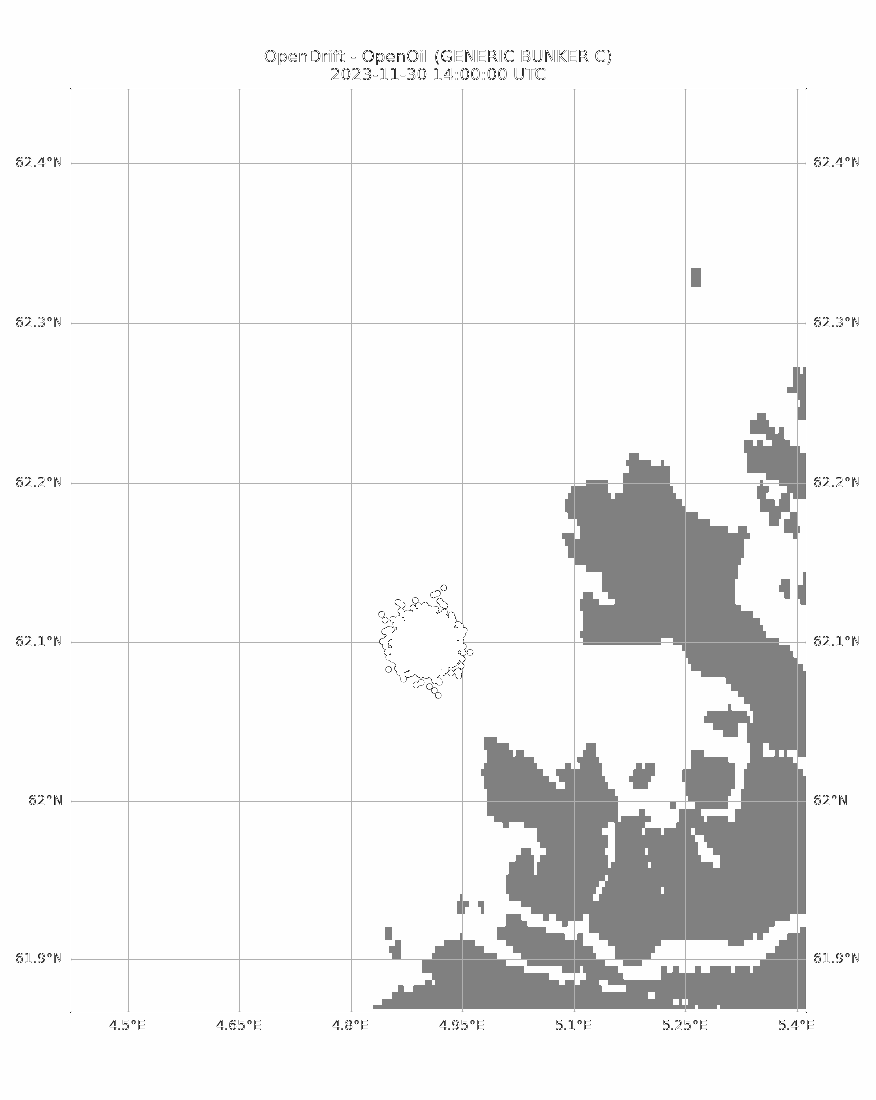 OpenDrift - OpenOil (GENERIC BUNKER C)
2023-11-30 14:00:00 UTC
62.4°N 62.4°N
62.3°N 62.3°N
62.2°N 62.2°N
62.1°N 62.1°N
62°N 62°N
61.9°N 61.9°N
4.5°E 4.65°E 4.8°E 4.95°E 5.1°E 5.25°E 5.4°E